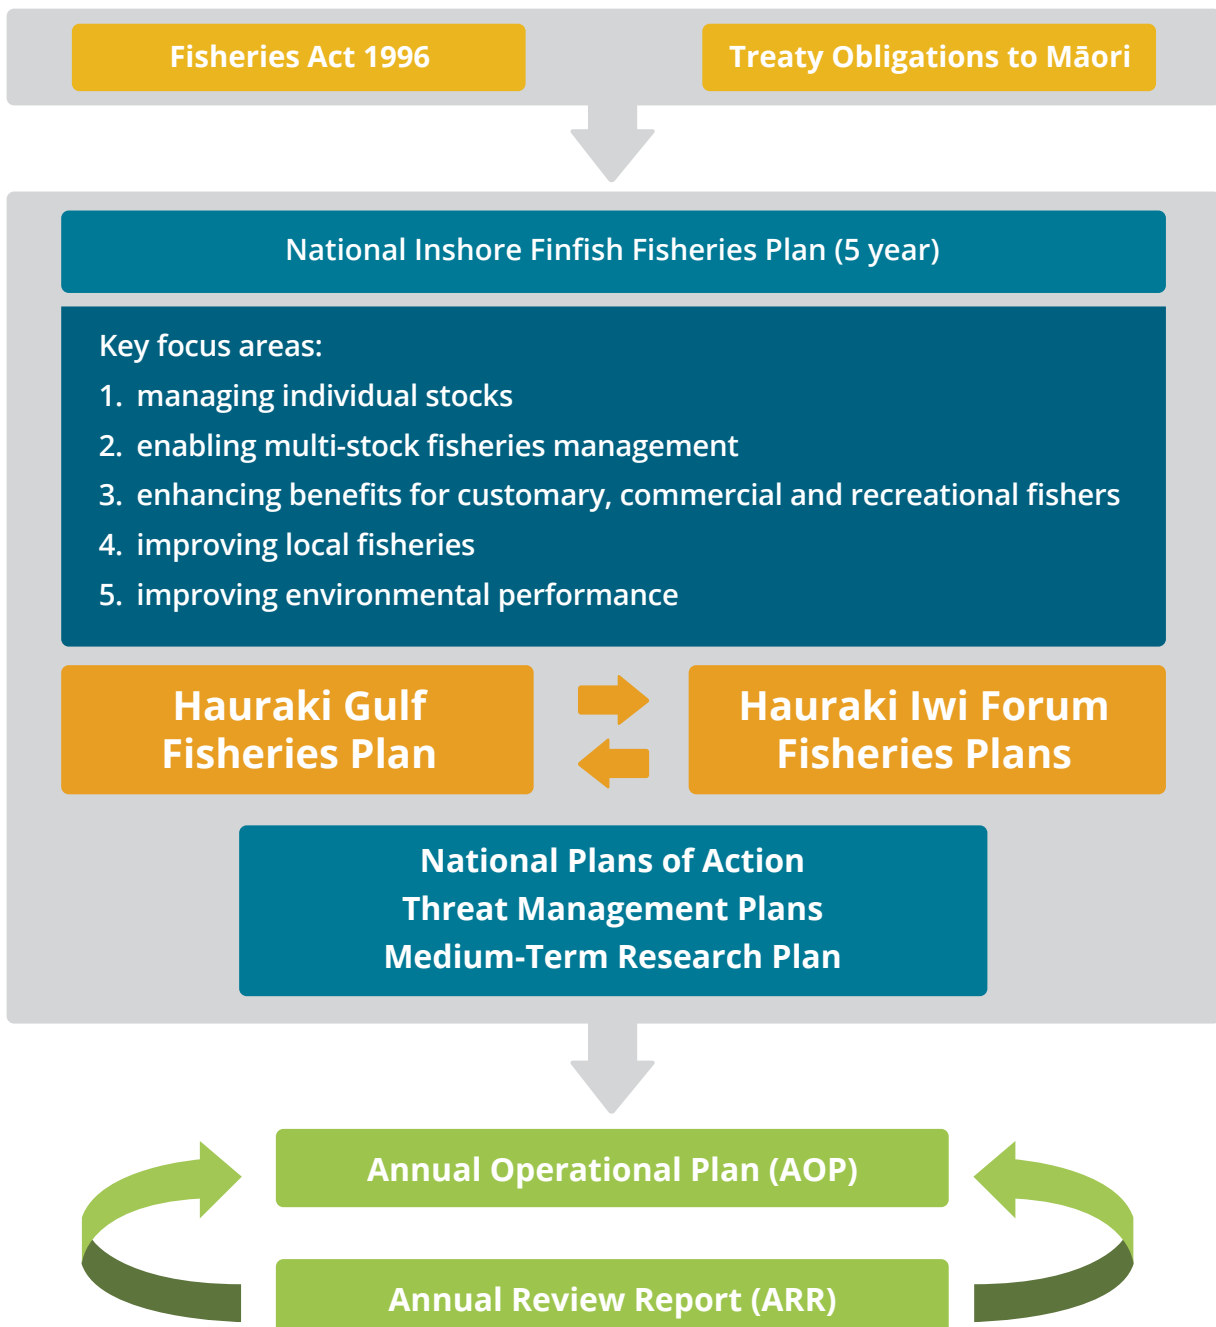 Fisheries Act 1996
Treaty Obligations to Māori
National Inshore Finfish Fisheries Plan (5 year)
Key focus areas:
1. managing individual stocks
2. enabling multi-stock fisheries management
3. enhancing benefits for customary, commercial and recreational fishers
4. improving local fisheries
5. improving environmental performance
Hauraki Gulf
Fisheries Plan
Hauraki Iwi Forum
Fisheries Plans
National Plans of Action
Threat Management Plans
Medium-Term Research Plan
Annual Operational Plan (AOP)
Annual Review Report (ARR)